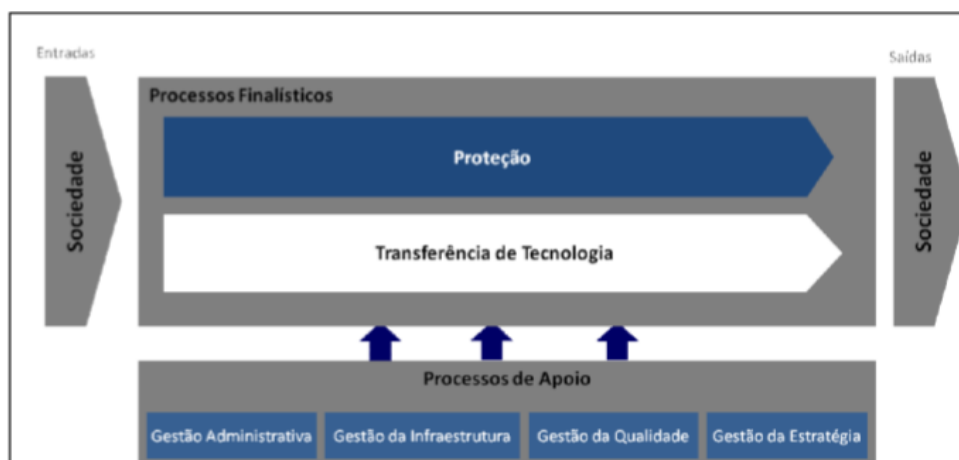 Entradas
Saídas
Sociedade
Processos Finalísticos
Proteção
Transferência de Tecnologia
Sociedade
Processos de Apoio
Gestão Administrativa
Gestão da Infraestrutura
Gestão da Qualidade
Gestão da Estratégia